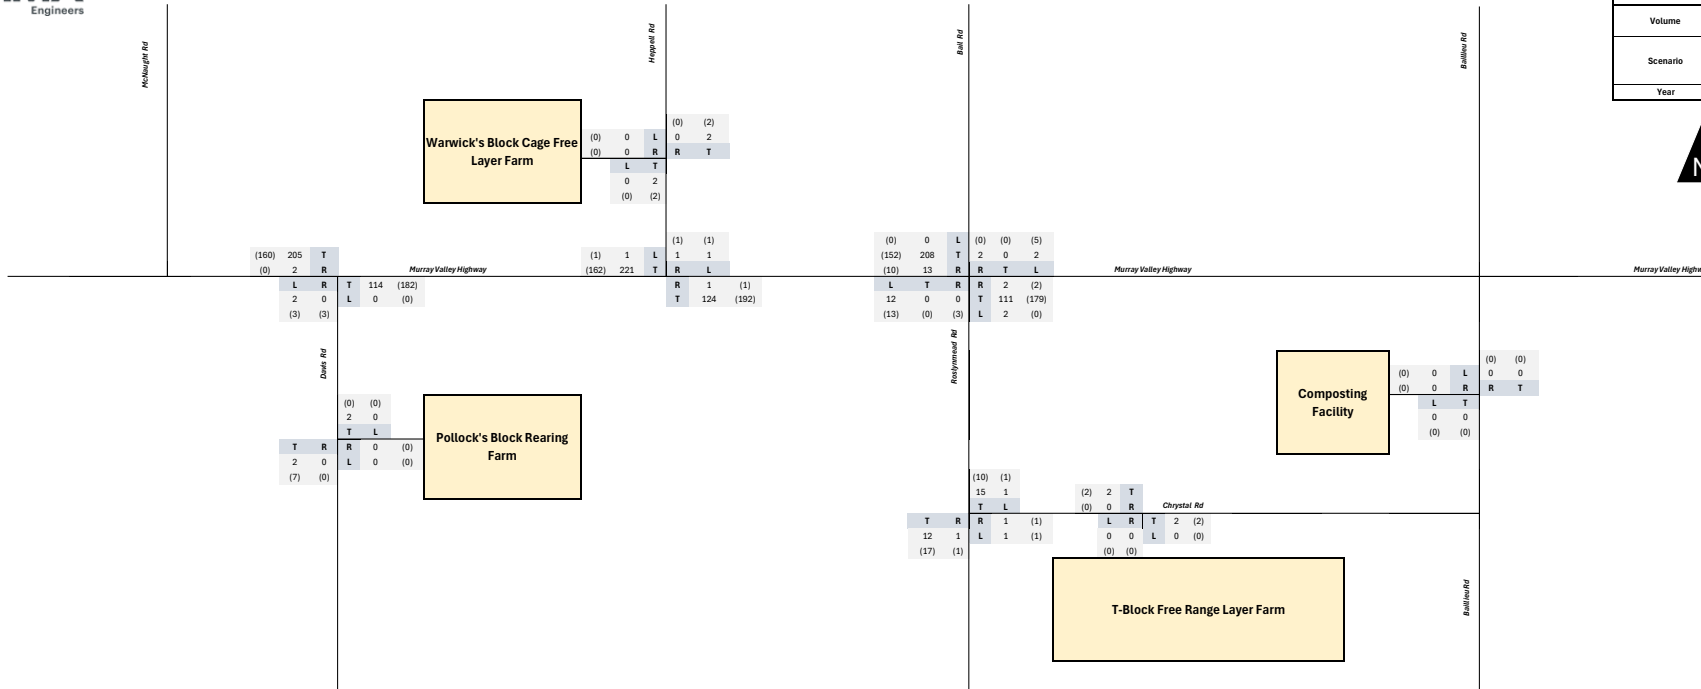 Engineers
Volume
Scenario
Year
McNaught Rd
Heppell Rd
Ball Rd
Baillieu Rd
Warwick's Block Cage Free
Layer Farm
(0) (2)
(0) 0 L 0 2
(0) 0 R R T
L T
0 2
(0) (2)
(160) 205 T
(0) 2 R
Murray Valley Highway
L R T 114 (182)
2 0 L 0 (0)
(3) (3)
(1) (1)
(1) 1 L 1 1
(162) 221 T R L
R 1 (1)
T 124 (192)
(0) 0 L (0) (0) (5)
(152) 208 T 2 0 2
(10) 13 R R T L
Murray Valley Highway
Murray Valley Highw
L T R R 2 (2)
12 0 0 T 111 (179)
(13) (0) (3) L 2 (0)
Davis Rd
Roslynmead Rd
(0) (0)
2 0
T L
T R R 0 (0)
2 0 L 0 (0)
(7) (0)
Pollock's Block Rearing
Farm
Composting
Facility
(0) (0)
(0) 0 L 0 0
(0) 0 R R T
L T
0 0
(0) (0)
(10) (1)
15 1
T L
T R R 1 (1)
12 1 L 1 (1)
(17) (1)
(2) 2 T
(0) 0 R
Chrystal Rd
L R T 2 (2)
0 0 L 0 (0)
(0) (0)
T-Block Free Range Layer Farm
Baillieu Rd
N